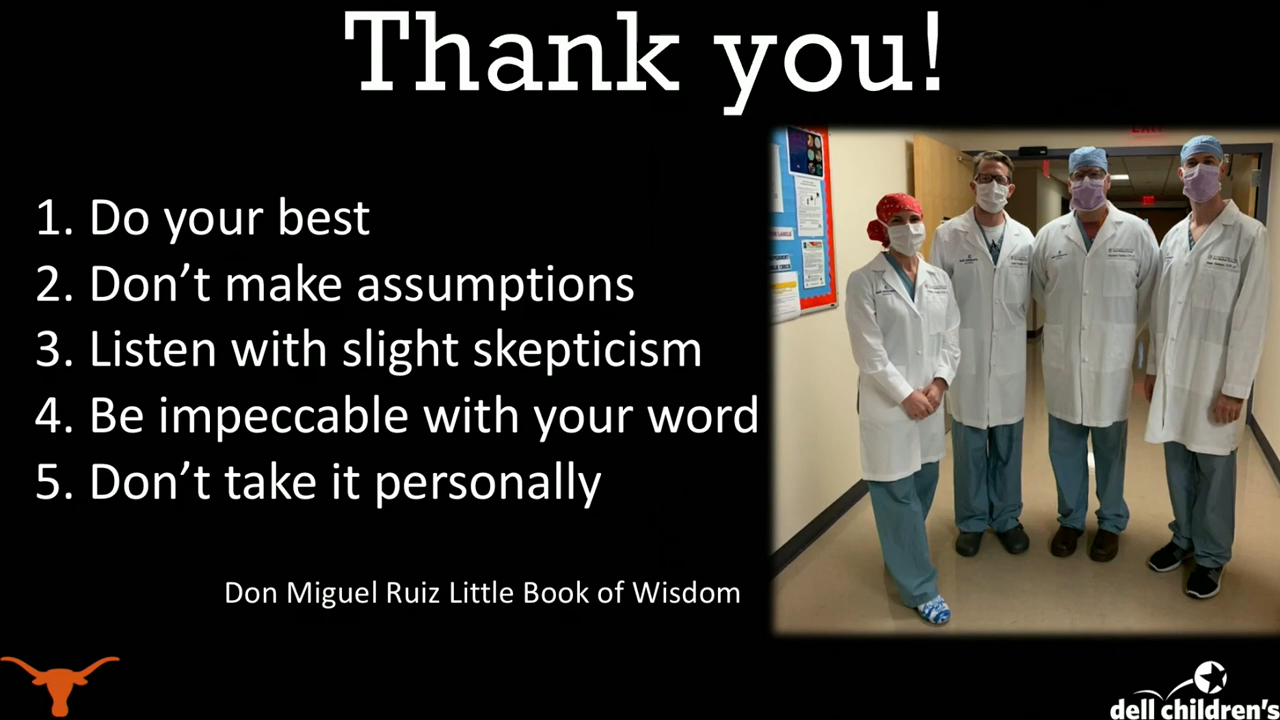 Thank you!
1. Do your best
2. Don’t make assumptions
3. Listen with slight skepticism
4. Be impeccable with your word
5. Don’t take it personally
Don Miguel Ruiz Little Book of Wisdom
EXIT
dell children's